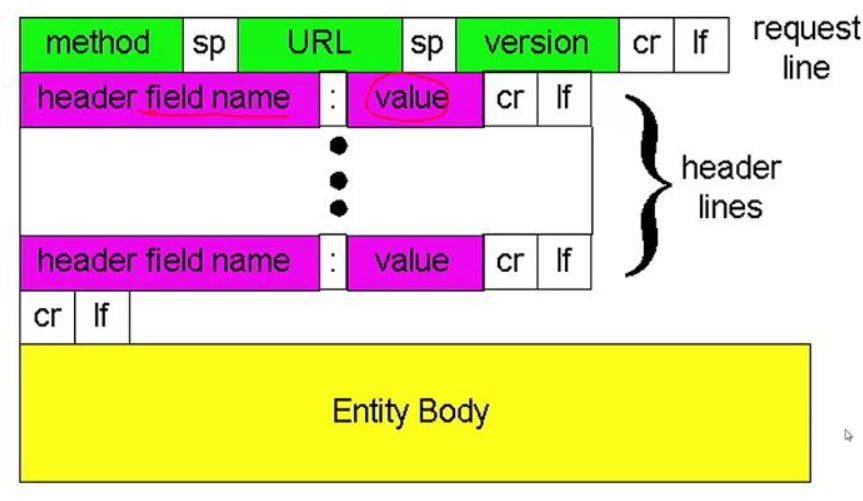 method sp URL sp version cr lf request line
header field name : value cr lf
header lines
header field name : value cr lf
cr lf
Entity Body